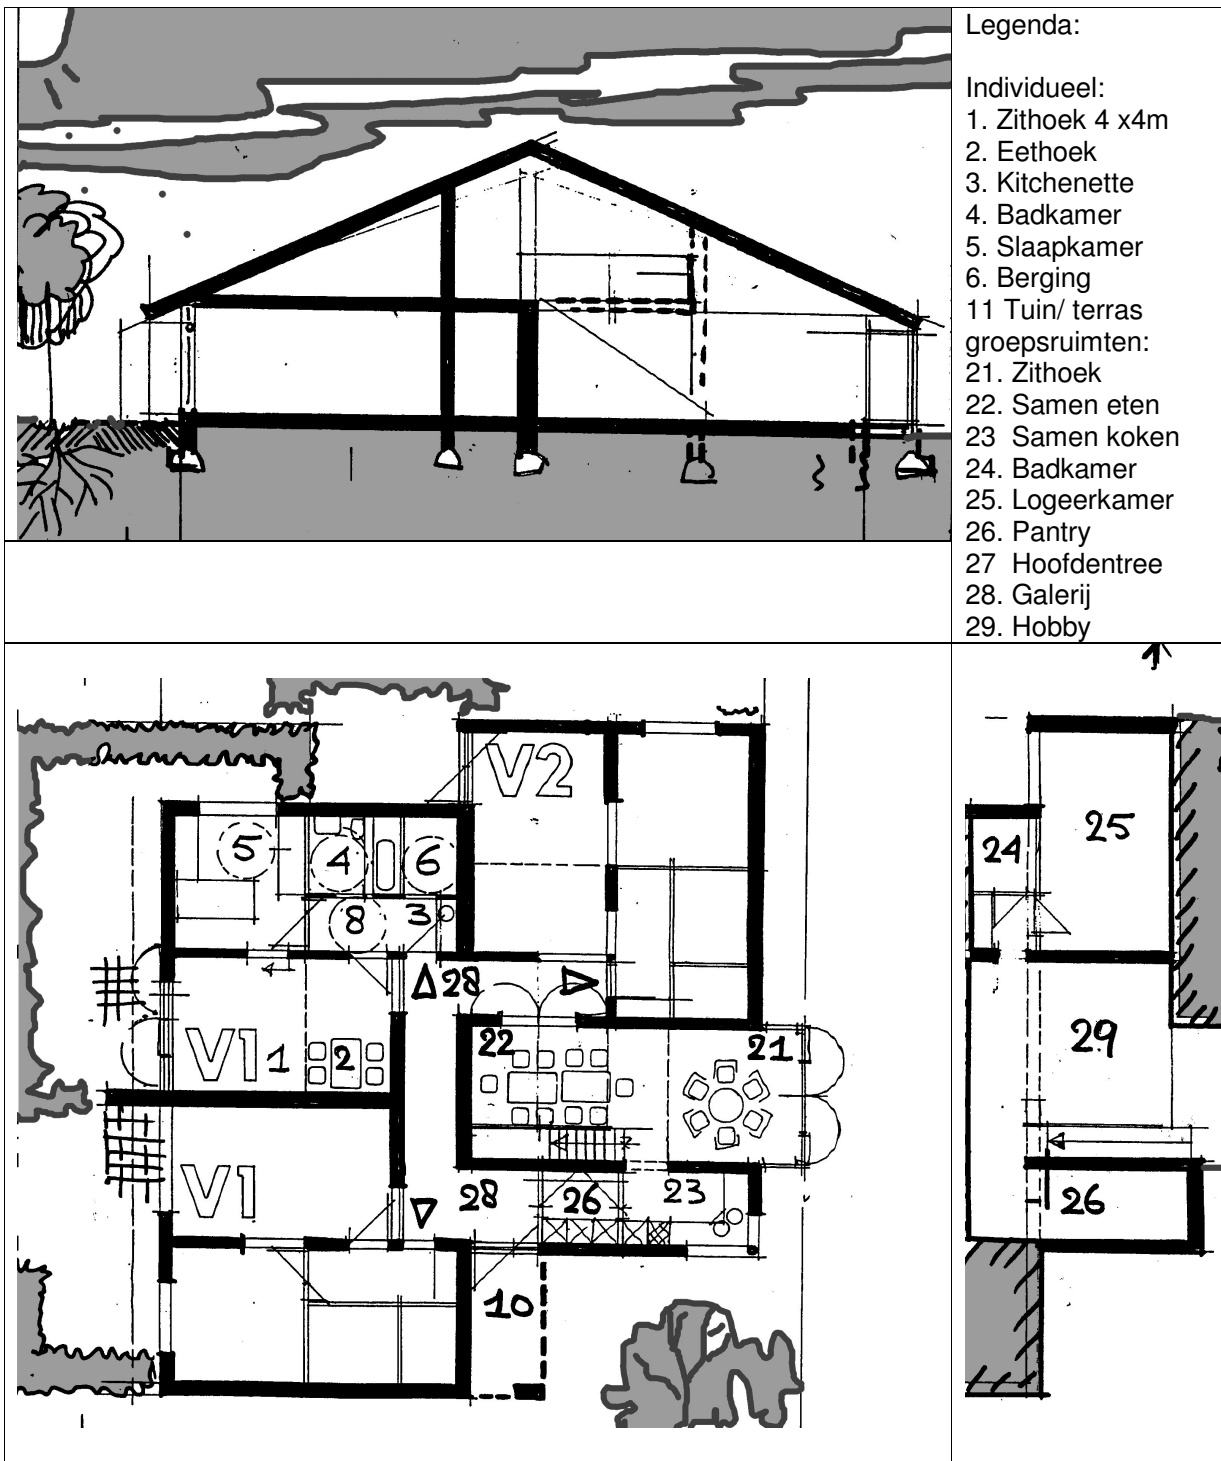 Legenda:
Individueel:
1. Zithoek 4 x4m
2. Eethoek
3. Kitchenette
4. Badkamer
5. Slaapkamer
6. Berging
11 Tuin/ terras
groepsruimten:
21. Zithoek
22. Samen eten
23 Samen koken
24. Badkamer
25. Logeerkamer
26. Pantry
27 Hoofdentree
28. Galerij
29. Hobby
V2
5
4
6
8
3
28
V1
1
2
22
21
V1
28
26
23
10
25
24
29
26